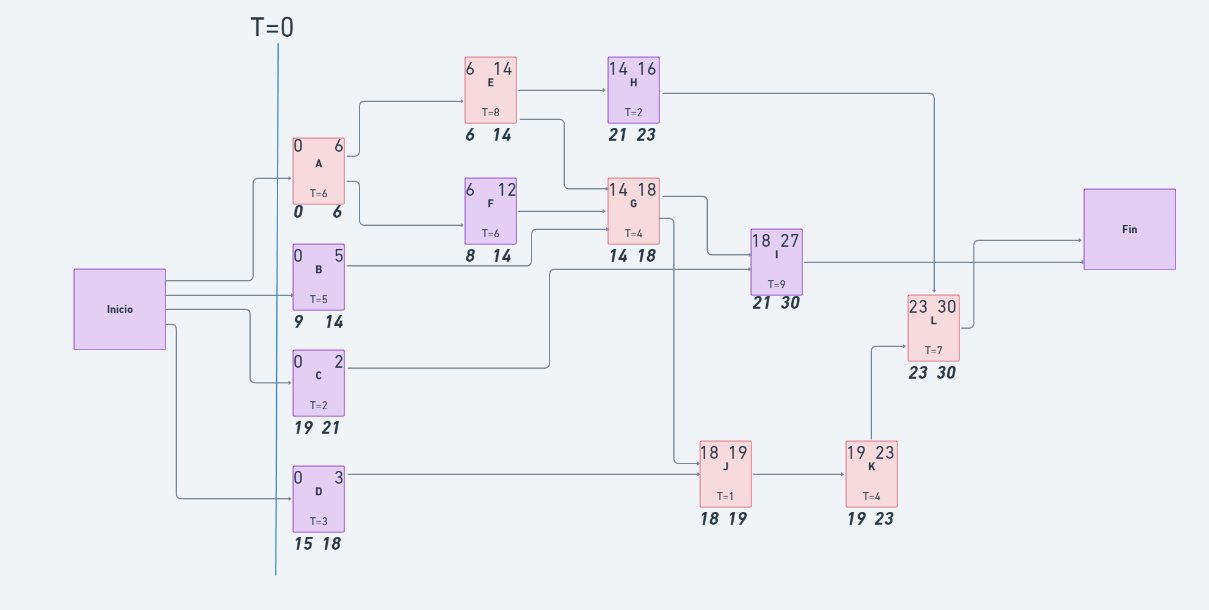 T=0
Inicio
0 6
A
T=6
0 6
0 5
B
T=5
9 14
0 2
C
T=2
19 21
0 3
D
T=3
15 18
6 14
E
T=8
6 14
6 12
F
T=6
8 14
14 16
H
T=2
21 23
14 18
G
T=4
14 18
18 27
I
T=9
21 30
18 19
J
T=1
18 19
19 23
K
T=4
19 23
23 30
L
T=7
23 30
Fin